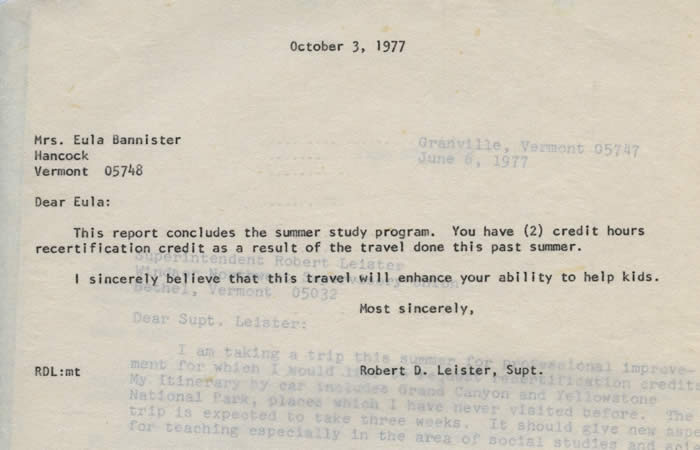 October 3, 1977
Mrs. Eula Bannister
Hancock
Vermont 05748
Granville, Vermont 05747
June 6, 1977
Dear Eula:
This report concludes the summer study program. You have (2) credit hours
recertification credit as a result of the travel done this past summer.
Superintendent Robert Leister
I sincerely believe that this travel will enhance your ability to help kids.
Windsor Northwest
Bethel, Vermont 05032
Most sincerely,
Dear Supt. Leister:
I am taking a trip this summer for professional improve-
ment for which I would recertification credits
RDL:mt
Robert D. Leister, Supt.
My Itinerary by car includes Grand Canyon and Yellowstone
National Park, places which I have never visited before. The
trip is expected to take three weeks. It should give new
for teaching especially in the area of social studies and